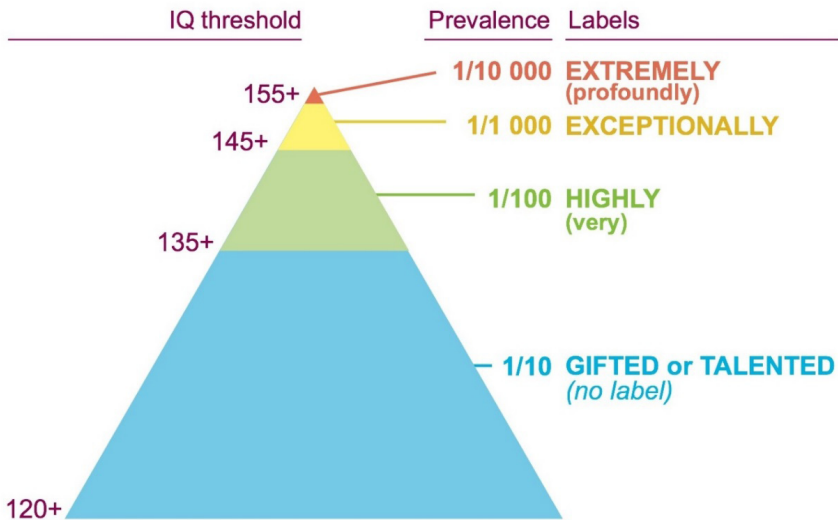 IQ threshold
Prevalence
Labels
155+
1/10 000
EXTREMELY
(profoundly)
145+
1/1 000
EXCEPTIONALLY
135+
1/100
HIGHLY
(very)
1/10
GIFTED or TALENTED
(no label)
120+